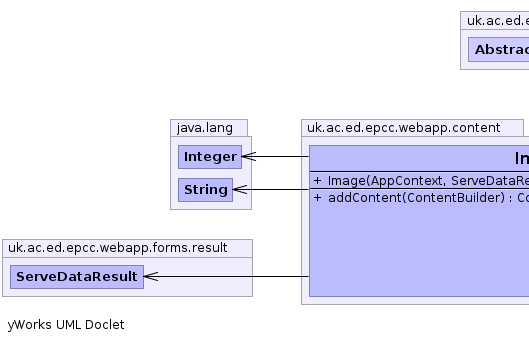 uk.ac.ed.e
Abstrac
java.lang
Integer
String
uk.ac.ed.epcc.webapp.content
Im
+ Image(AppContext, ServeDataRe
+ addContent(ContentBuilder) : Co
uk.ac.ed.epcc.webapp.forms.result
ServeDataResult
yWorks UML Doclet